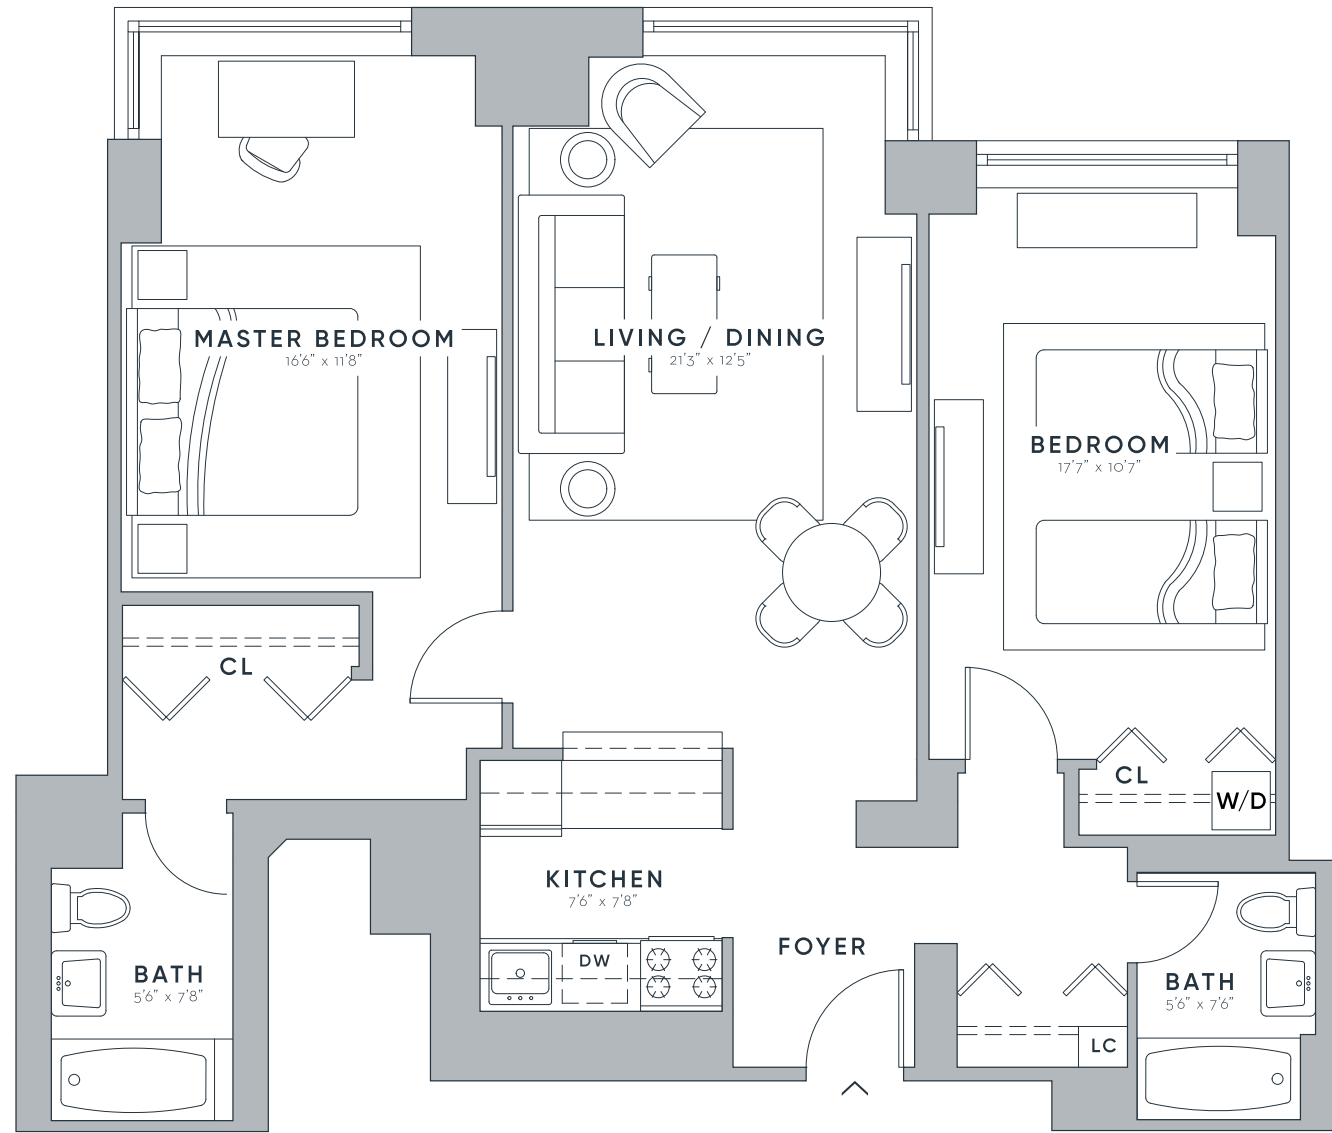 MASTER BEDROOM
16'6" x 11'8"
LIVING / DINING
21'3" x 12'5"
BEDROOM
17'7" x 10'7"
CL
CL
W/D
KITCHEN
7'6" x 7'8"
FOYER
DW
BATH
5'6" x 7'8"
BATH
5'6" x 7'6"
LC